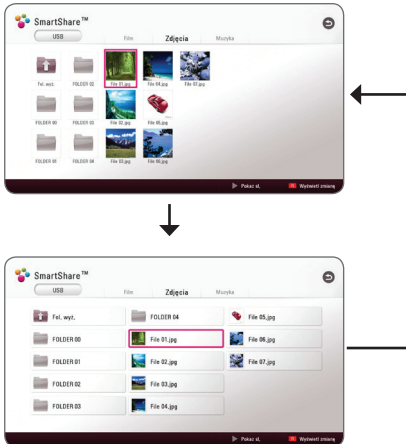 SmartShare™
USB
Film Zdjęcia Muzyka
Fol. wyż. FOLDER 02 File 01.jpg File 04.jpg File 07.jpg
FOLDER 00 FOLDER 03 File 02.jpg File 05.jpg
FOLDER 01 FOLDER 04 File 03.jpg File 06.jpg
Pokaz sl. Wyświetl zmianę
SmartShare™
USB
Film Zdjęcia Muzyka
Fol. wyż. FOLDER 04 File 05.jpg
FOLDER 00 File 01.jpg File 06.jpg
FOLDER 01 File 02.jpg File 07.jpg
FOLDER 02 File 03.jpg
FOLDER 03 File 04.jpg
Pokaz sl. Wyświetl zmianę